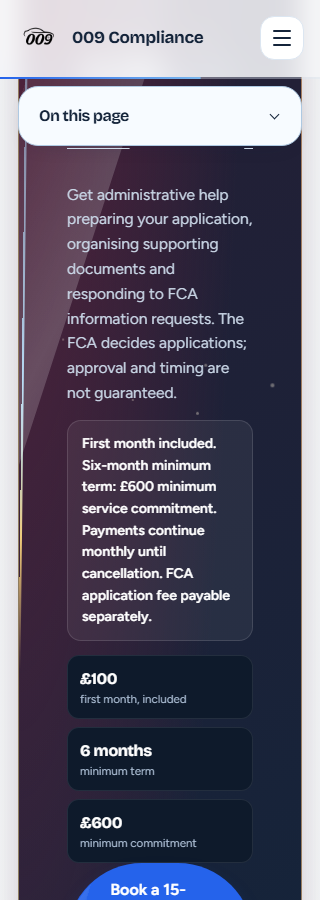 009
009 Compliance
On this page
Get administrative help
preparing your application,
organising supporting
documents and
responding to FCA
information requests. The
FCA decides applications;
approval and timing are
not guaranteed.
First month included.
Six-month minimum
term: £600 minimum
service commitment.
Payments continue
monthly until
cancellation. FCA
application fee payable
separately.
£100
first month, included
6 months
minimum term
£600
minimum commitment
Book a 15-